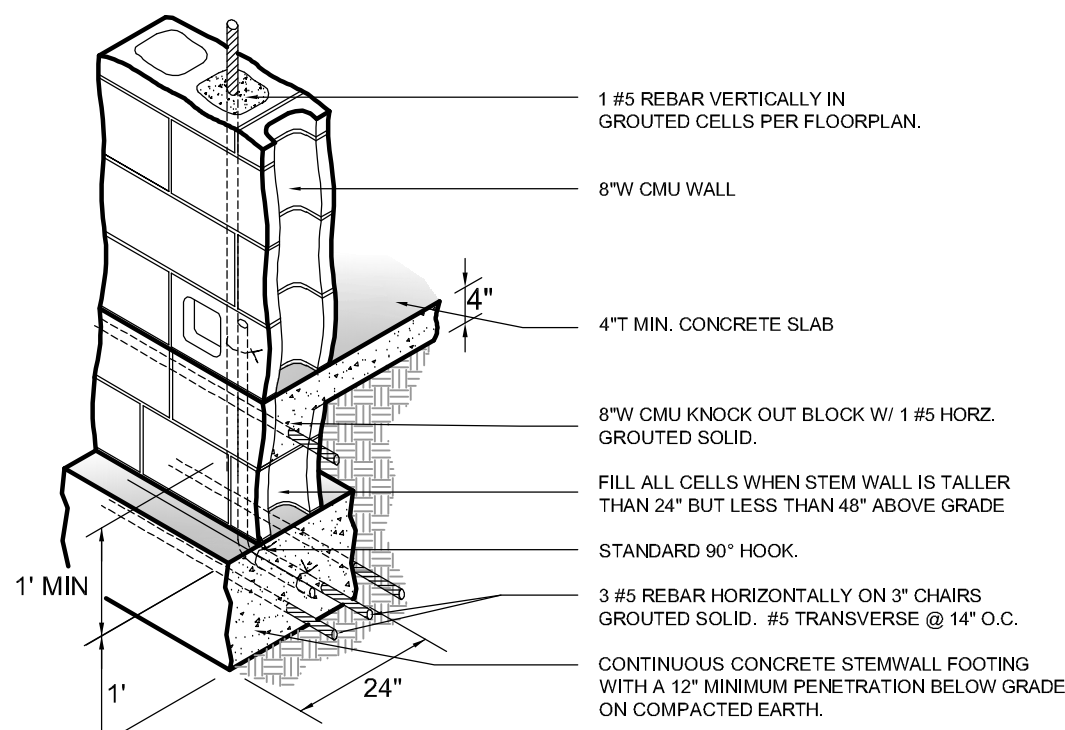 1 #5 REBAR VERTICALLY IN
GROUTED CELLS PER FLOORPLAN.
8"W CMU WALL
4"
4"T MIN. CONCRETE SLAB
8"W CMU KNOCK OUT BLOCK W/ 1 #5 HORZ.
GROUTED SOLID.
FILL ALL CELLS WHEN STEM WALL IS TALLER
THAN 24" BUT LESS THAN 48" ABOVE GRADE
STANDARD 90° HOOK.
1' MIN
3 #5 REBAR HORIZONTALLY ON 3" CHAIRS
GROUTED SOLID. #5 TRANSVERSE @ 14" O.C.
CONTINUOUS CONCRETE STEMWALL FOOTING
WITH A 12" MINIMUM PENETRATION BELOW GRADE
ON COMPACTED EARTH.
1'
24"